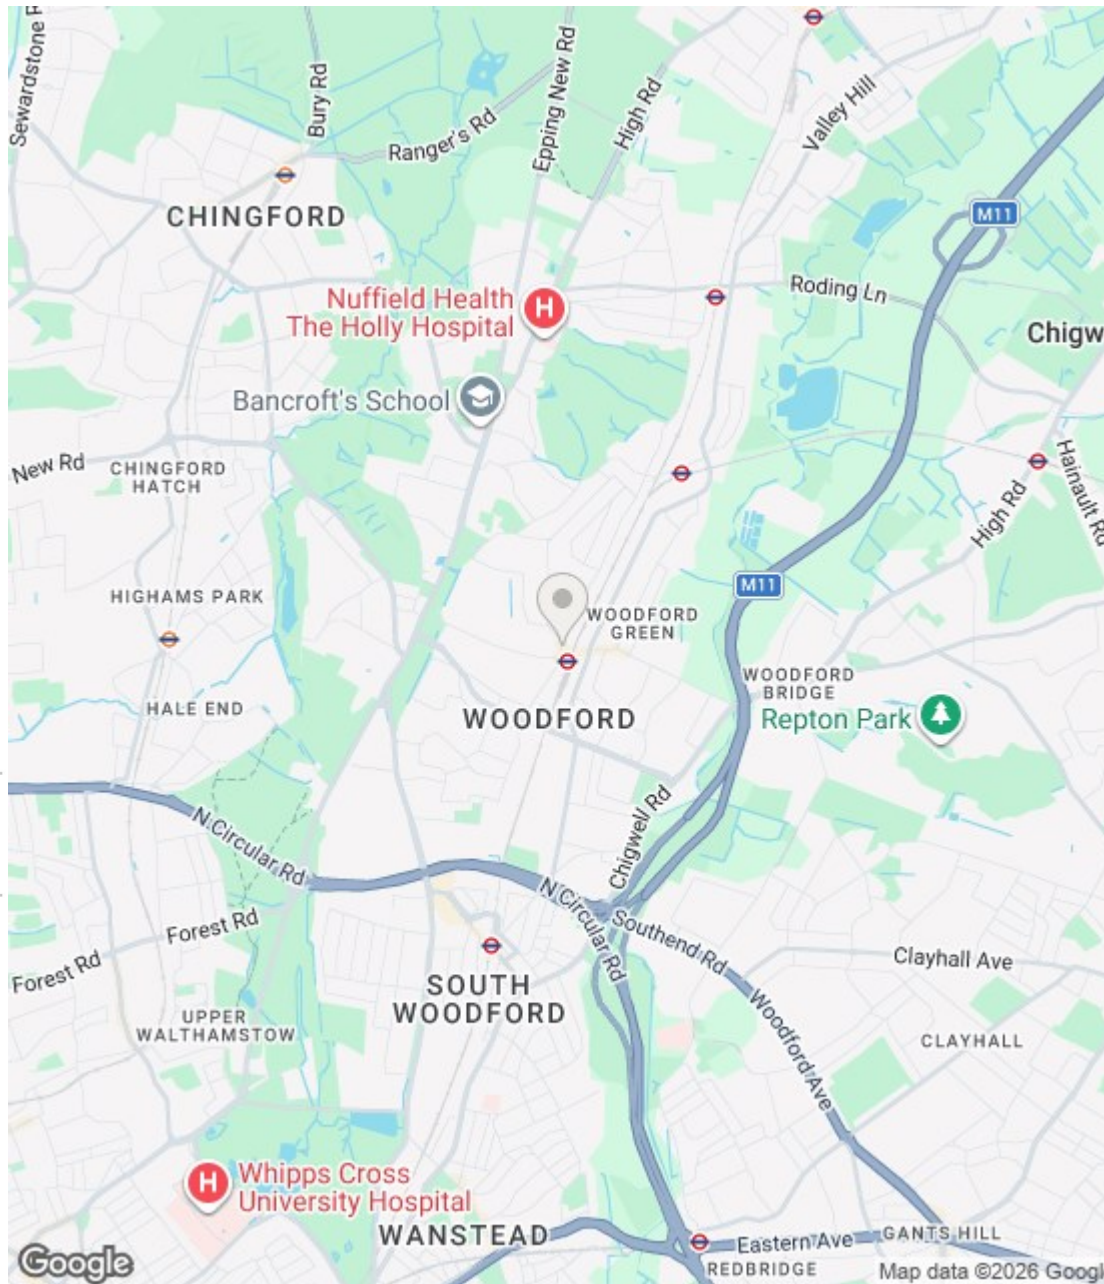 Sewardstone R
Bury Rd
Ranger's Rd
Epping New Rd
High Rd
Valley Hill
CHINGFORD
M11
Nuffield Health
The Holly Hospital
H
Roding Ln
Chigw
Bancroft's School
New Rd
CHINGFORD
HATCH
Hainault Rd
High Rd
M11
HIGHAMS PARK
WOODFORD
GREEN
WOODFORD
BRIDGE
HALE END
WOODFORD
Repton Park
N Circular Rd
Chigwell Rd
N Circular Rd
Southend Rd
Forest Rd
Forest Rd
Clayhall Ave
SOUTH
WOODFORD
Woodford Ave
UPPER
WALTHAMSTOW
CLAYHALL
H
Whipps Cross
University Hospital
WANSTEAD
Eastern Ave
GANTS HILL
REDBRIDGE
Google
Map data ©2026 Googl